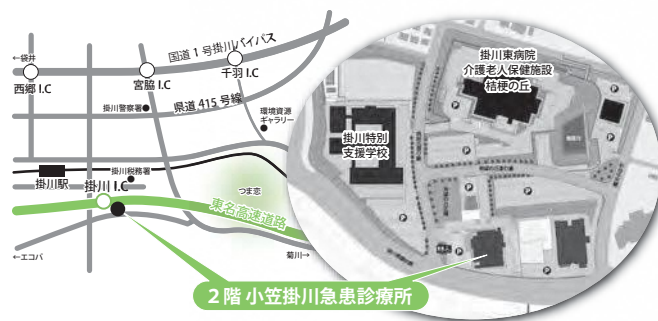 ←袋井
西郷 I.C
宮脇 I.C
千羽 I.C
国道1号掛川バイパス
掛川警察署
県道 415 号線
環境資源
ギャラリー
掛川駅
掛川税務署
掛川 I.C
つま恋
東名高速道路
←エコパ
菊川→
掛川東病院
介護老人保健施設
桔梗の丘
掛川特別
支援学校
P
P
P
P
P
P
P
P
２階 小笠掛川急患診療所